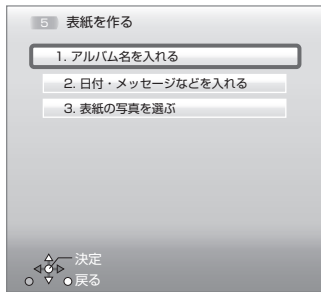 5 表紙を作る
1. アルバム名を入れる
2. 日付・メッセージなどを入れる
3. 表紙の写真を選ぶ
決定
戻る